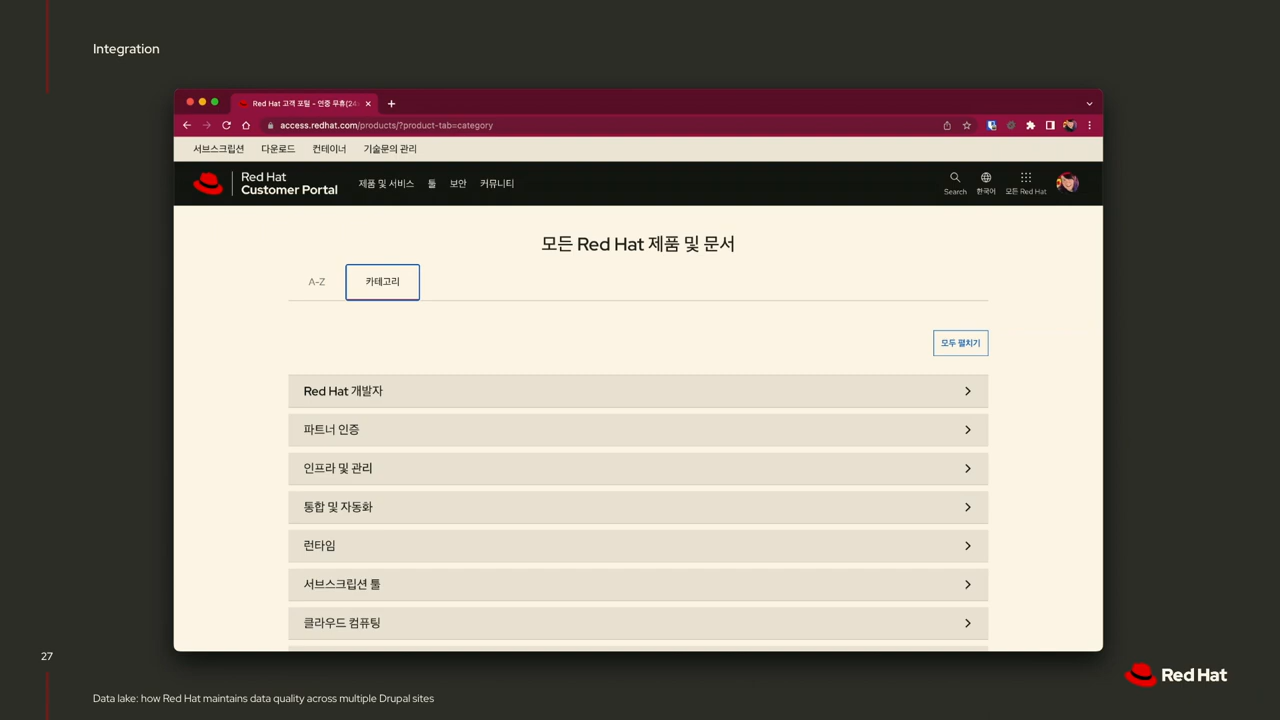 Integration
Red Hat 고객 포털 - 연중 무휴(24
access.redhat.com/products/?product-tab=category
서브스크립션 다운로드 컨테이너 기술문의 관리
Red Hat
Customer Portal
제품 및 서비스 툴 보안 커뮤니티
Search 한국어 모든 Red Hat
모든 Red Hat 제품 및 문서
A-Z 카테고리
모두 펼치기
Red Hat 개발자
파트너 인증
인프라 및 관리
통합 및 자동화
런타임
서브스크립션 툴
클라우드 컴퓨팅
27
Red Hat
Data lake: how Red Hat maintains data quality across multiple Drupal sites